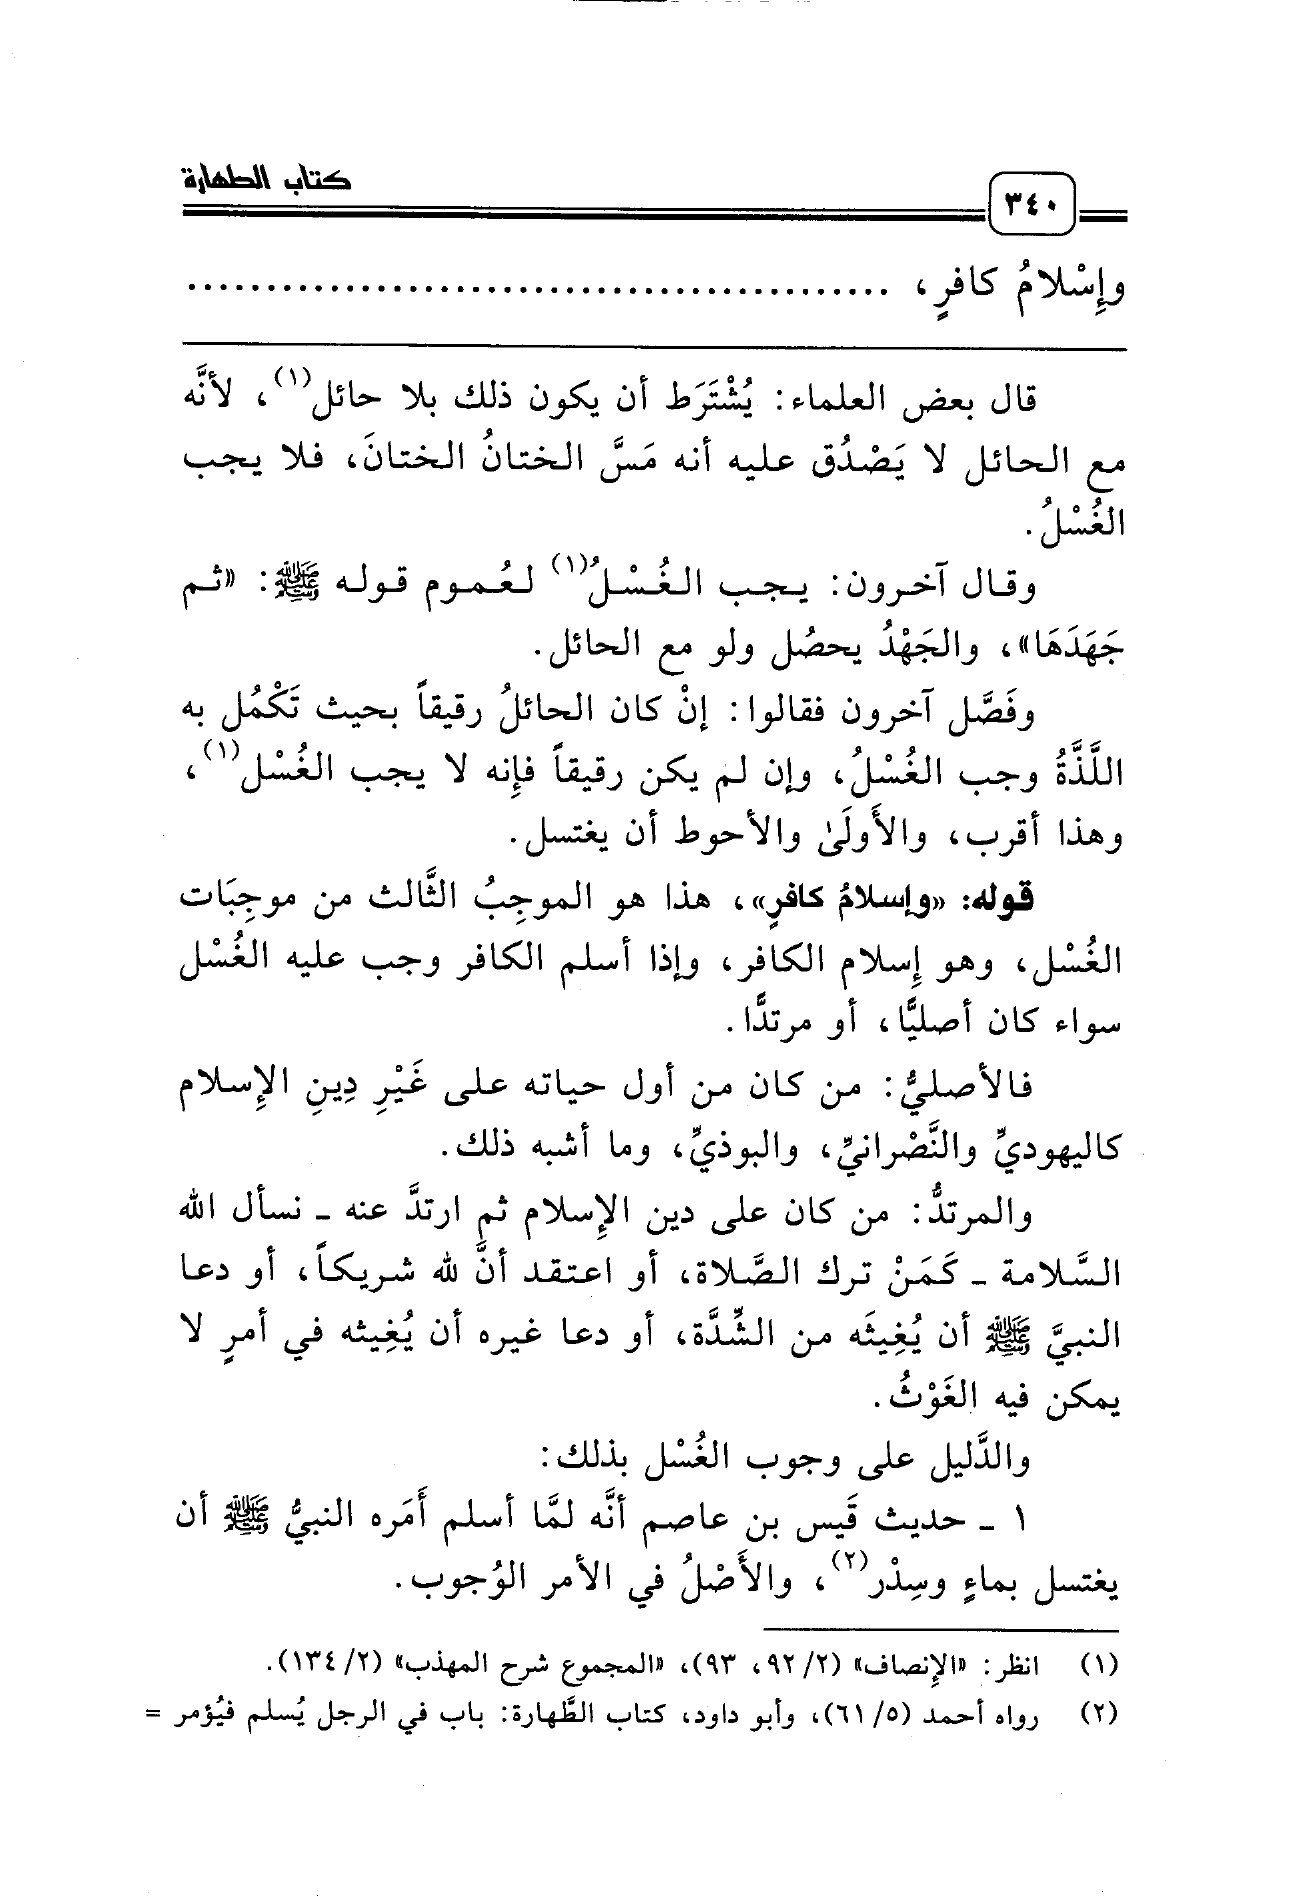 كتاب الطهارة
٣٤٠
وإِسْلامُ كافرٍ، ..............................................
قال بعض العلماء: يُشْتَرَط أن يكون ذلك بلا حائل(١)، لأنَّه
مع الحائل لا يَصْدُق عليه أنه مَسَّ الختانُ الختانَ، فلا يجب
الغُسْلُ.
وقال آخرون: يجب الغُسْلُ(١) لعُموم قوله ﷺ: «ثم
جَهَدَهَا»، والجَهْدُ يحصُل ولو مع الحائل.
وفَصَّل آخرون فقالوا: إنْ كان الحائلُ رقيقاً بحيث تَكْمُل به
اللَّذَّةُ وجب الغُسْلُ، وإن لم يكن رقيقاً فإِنه لا يجب الغُسْل(١)،
وهذا أقرب، والأَولَىٰ والأحوط أن يغتسل.
قوله: «وإسلامُ كافرٍ»، هذا هو الموجِبُ الثَّالث من موجِبَات
الغُسْل، وهو إِسلام الكافر، وإذا أسلم الكافر وجب عليه الغُسْل
سواء كان أصليًّا، أو مرتدًّا.
فالأصليُّ: من كان من أول حياته على غَيْرِ دِينِ الإِسلام
كاليهوديِّ والنَّصْرانيِّ، والبوذيِّ، وما أشبه ذلك.
والمرتدُّ: من كان على دين الإِسلام ثم ارتدَّ عنه ـ نسأل الله
السَّلامة ـ كَمَنْ ترك الصَّلاة، أو اعتقد أنَّ لله شريكاً، أو دعا
النبيَّ ﷺ أن يُغِيثَه من الشِّدَّة، أو دعا غيره أن يُغِيثه في أمرٍ لا
يمكن فيه الغَوْثُ.
والدَّليل على وجوب الغُسْل بذلك:
١ ـ حديث قَيس بن عاصم أنَّه لمَّا أسلم أَمَره النبيُّ ﷺ أن
يغتسل بماءٍ وسِدْر(٢)، والأَصْلُ في الأمر الوُجوب.
(١) انظر: «الإِنصاف» (٢/ ٩٢، ٩٣)، «المجموع شرح المهذب» (٢/ ١٣٤).
(٢) رواه أحمد (٥/ ٦١)، وأبو داود، كتاب الطَّهارة: باب في الرجل يُسلم فيُؤمر =